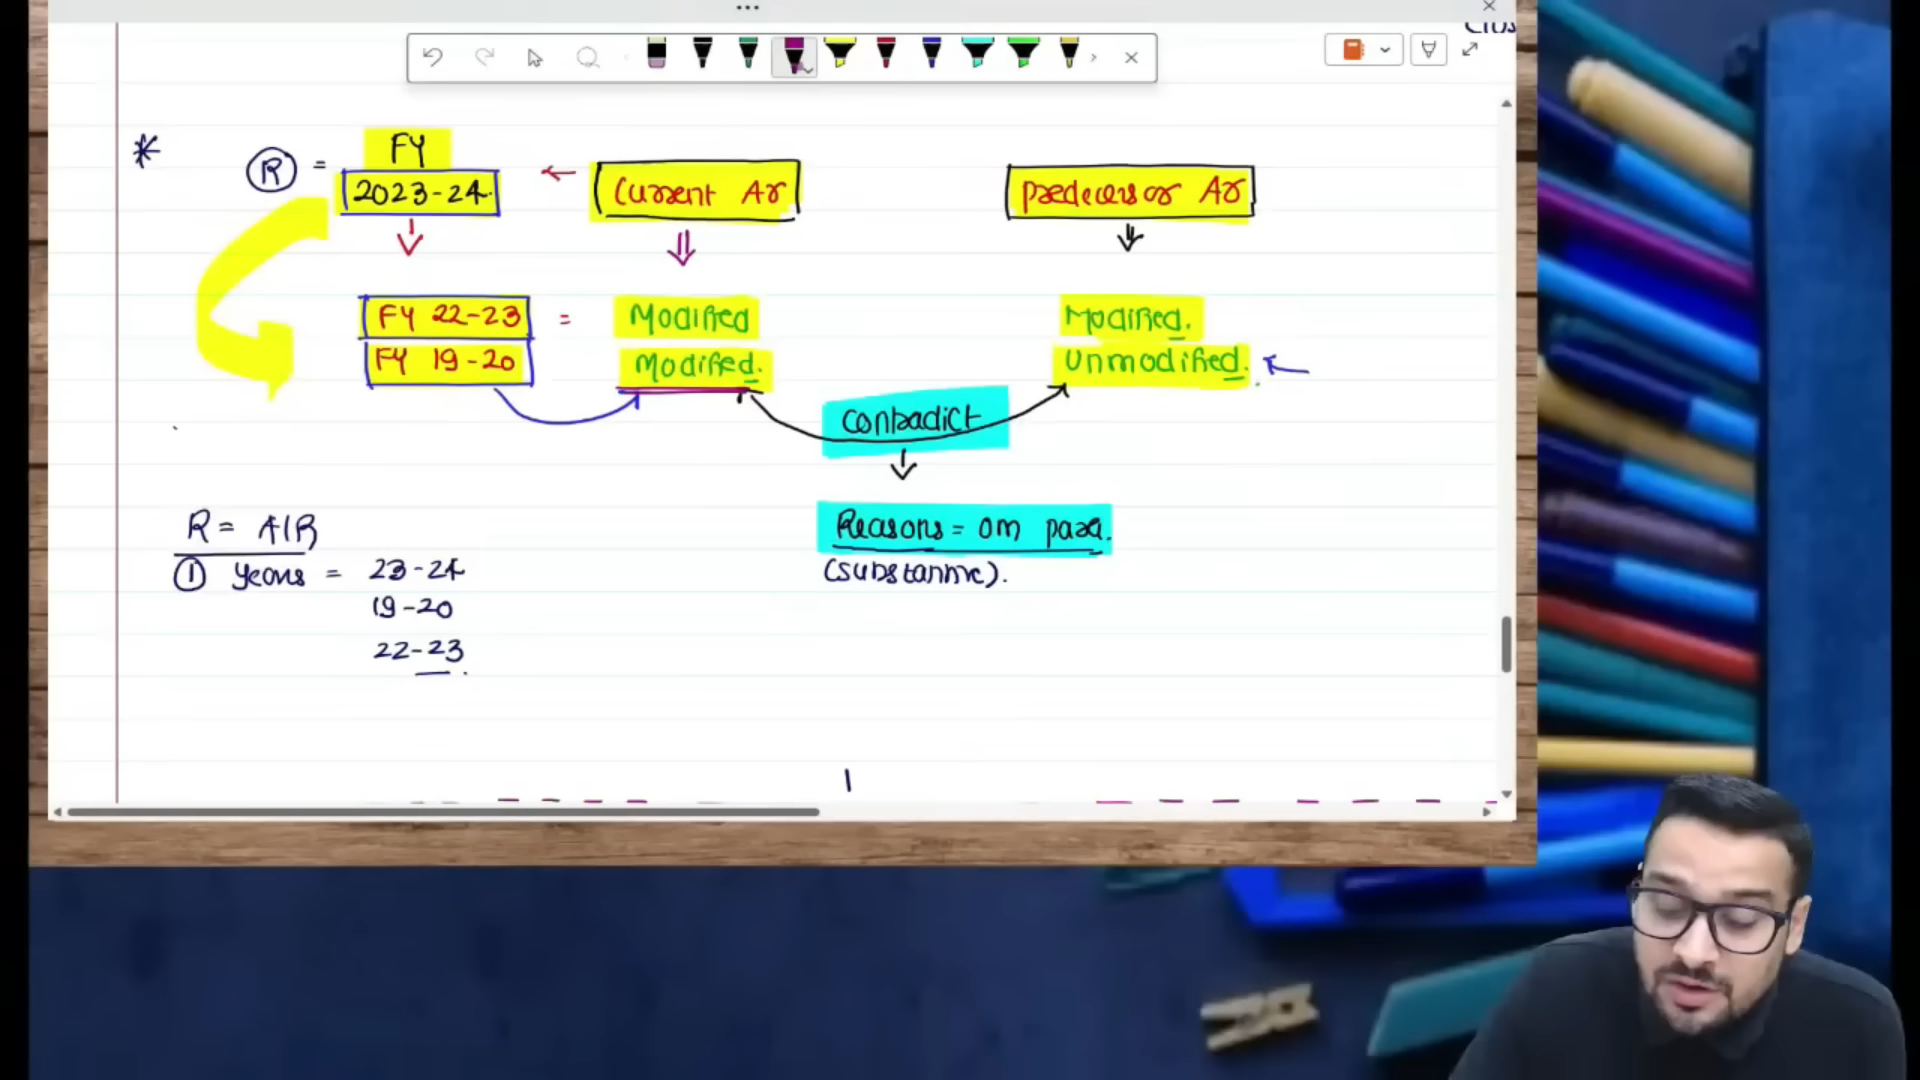 * Ⓡ = FY
2023-24.
← Current Ar
predecessor Ar
FY 22-23 = Modified
Modified.
FY 19-20
Modified.
Unmodified.
Contradict
Reasons = om para.
(substantive).
R = AIR
① Years = 23-24
19-20
22-23